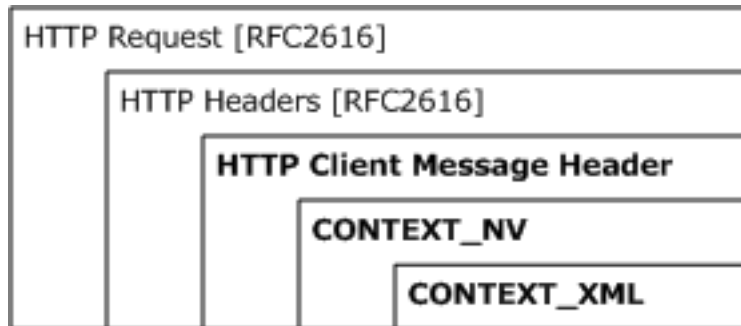 HTTP Request [RFC2616]
HTTP Headers [RFC2616]
HTTP Client Message Header
CONTEXT_NV
CONTEXT_XML